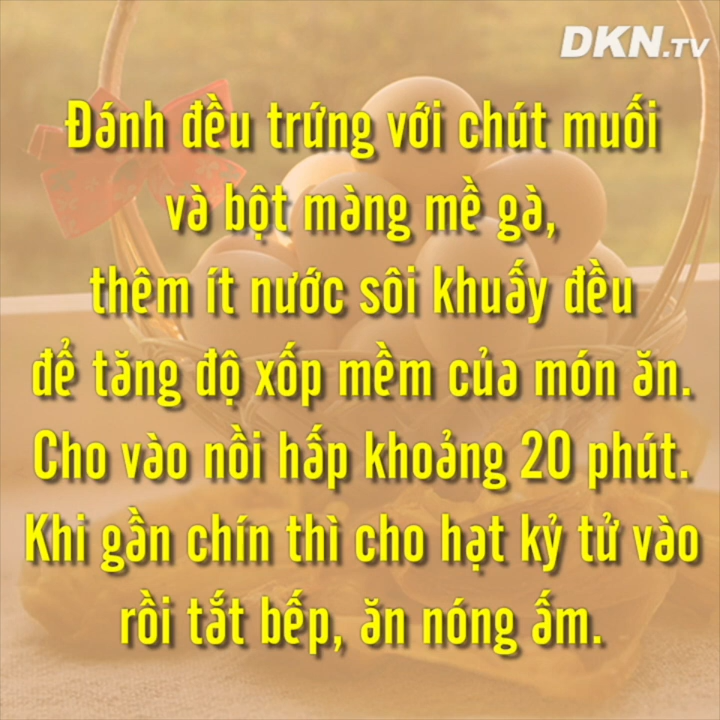 DKN.TV
Đánh đều trứng với chút muối
và bột màng mề gà,
thêm ít nước sôi khuấy đều
để tăng độ xốp mềm của món ăn.
Cho vào nồi hấp khoảng 20 phút.
Khi gần chín thì cho hạt kỷ tử vào
rồi tắt bếp, ăn nóng ấm.